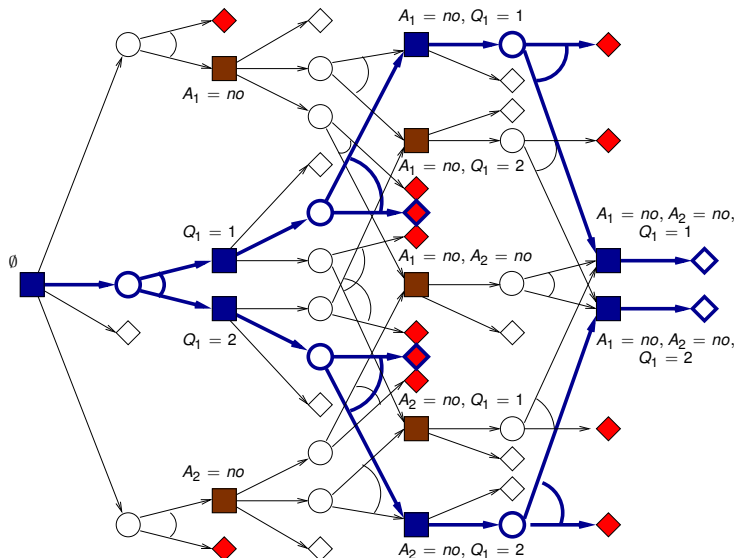 A₁ = no, Q₁ = 1
A₁ = no
A₁ = no, Q₁ = 2
A₁ = no, A₂ = no,
Q₁ = 1
Q₁ = 1
A₁ = no, A₂ = no
∅
Q₁ = 2
A₁ = no, A₂ = no,
Q₁ = 2
A₂ = no, Q₁ = 1
A₂ = no
A₂ = no, Q₁ = 2